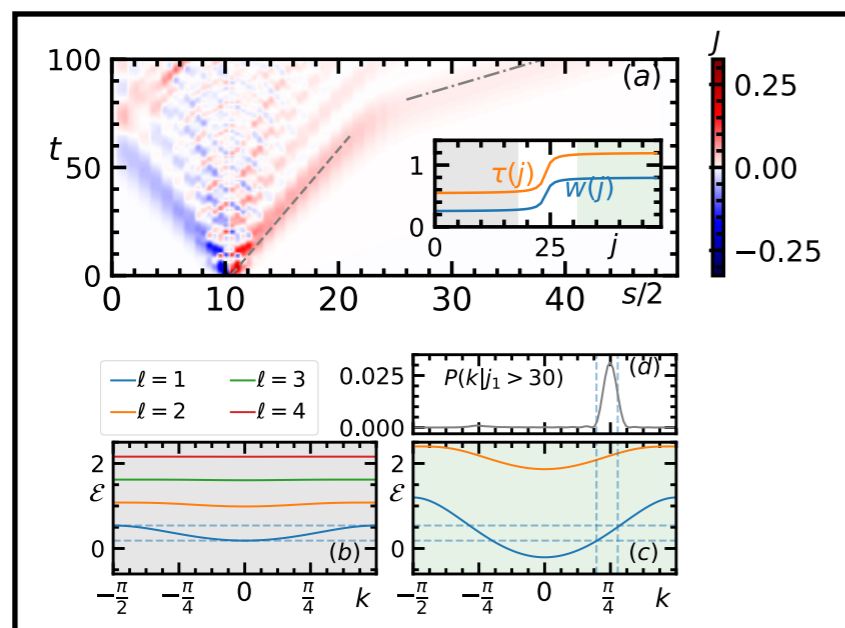 J
100
(a)
0.25
t
50
1
τ(j)
w(j)
0.00
0
0
25
j
−0.25
0
0
10
20
30
40
s/2
ℓ = 1
ℓ = 3
ℓ = 2
ℓ = 4
0.025
P(k|j₁ > 30)
(d)
0.000
2
ℰ
0
(b)
2
ℰ
0
(c)
−π/2
−π/4
0
π/4
k
−π/2
−π/4
0
π/4
k